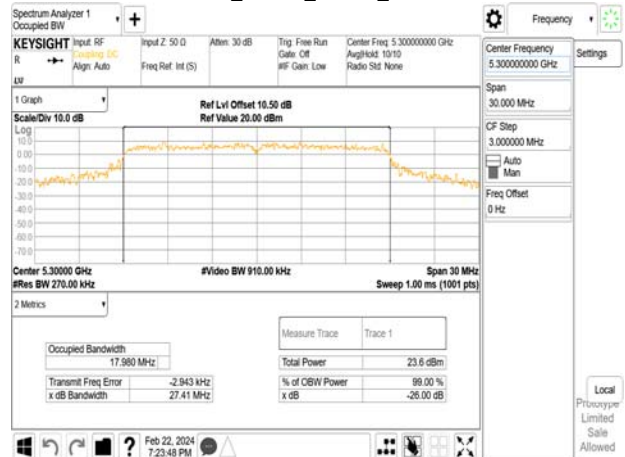 Spectrum Analyzer 1
Occupied BW
Frequency
KEYSIGHT
R
LU
Input: RF
Coupling: DC
Align: Auto
Input Z: 50 Ω
Freq Ref: Int (S)
Atten: 30 dB
Trig: Free Run
Gate: Off
#IF Gain: Low
Center Freq: 5.300000000 GHz
Avg|Hold: 10/10
Radio Std: None
Center Frequency
5.300000000 GHz
Settings
Span
30.000 MHz
CF Step
3.000000 MHz
Auto
Man
Freq Offset
0 Hz
1 Graph
Scale/Div 10.0 dB
Ref Lvl Offset 10.50 dB
Ref Value 20.00 dBm
Log
10.0
0.00
-10.0
-20.0
-30.0
-40.0
-50.0
-60.0
-70.0
Center 5.30000 GHz
#Video BW 910.00 kHz
Span 30 MHz
#Res BW 270.00 kHz
Sweep 1.00 ms (1001 pts)
2 Metrics
Measure Trace
Trace 1
Occupied Bandwidth
17.980 MHz
Total Power
23.6 dBm
Transmit Freq Error
-2.943 kHz
% of OBW Power
99.00 %
x dB Bandwidth
27.41 MHz
x dB
-26.00 dB
Local
Prototype
Limited
Sale
Allowed
?
Feb 22, 2024
7:23:48 PM